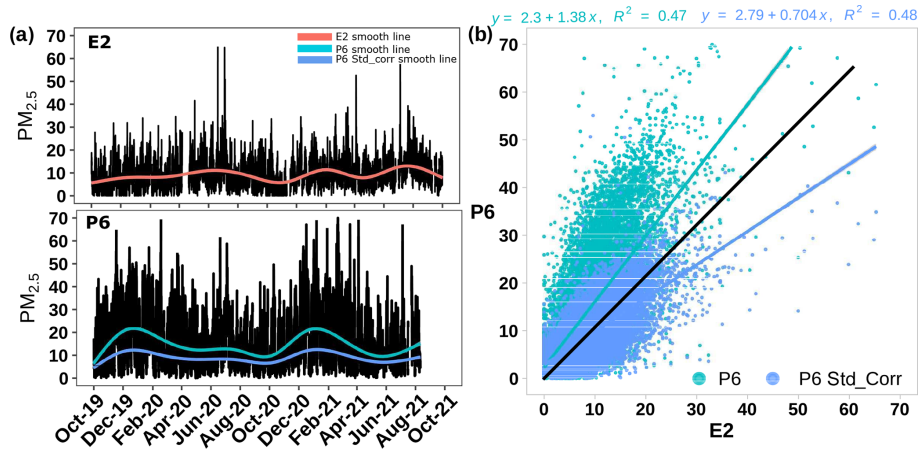 y = 2.3 + 1.38 x, R² = 0.47 y = 2.79 + 0.704 x, R² = 0.48
(a)
E2
E2 smooth line
P6 smooth line
P6 Std_corr smooth line
PM2.5
70
60
50
40
30
20
10
0
P6
PM2.5
70
60
50
40
30
20
10
0
Oct-19 Dec-19 Feb-20 Apr-20 Jun-20 Aug-20 Oct-20 Dec-20 Feb-21 Apr-21 Jun-21 Aug-21 Oct-21
(b)
P6
70
60
50
40
30
20
10
0
P6 P6 Std_Corr
0 10 20 30 40 50 60 70
E2